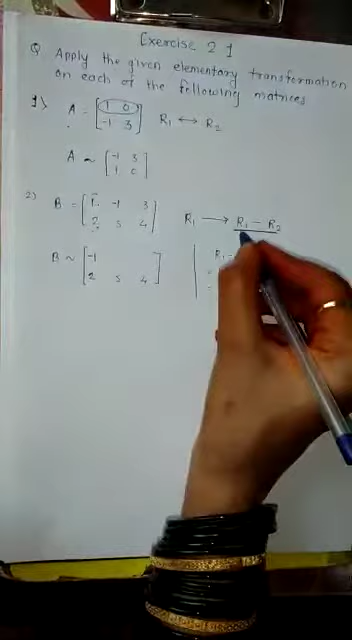 Exercise 2 1
Q Apply the given elementary transformation
on each of the following matrices
1) A = [ 1 0 R1 ↔ R2
-1 3 ]
A ~ [ -1 3
1 0 ]
2) B = [ 1 -1 3 R1 → R1 - R2
2 5 4 ]
B ~ [ -1
2 5 4 ]